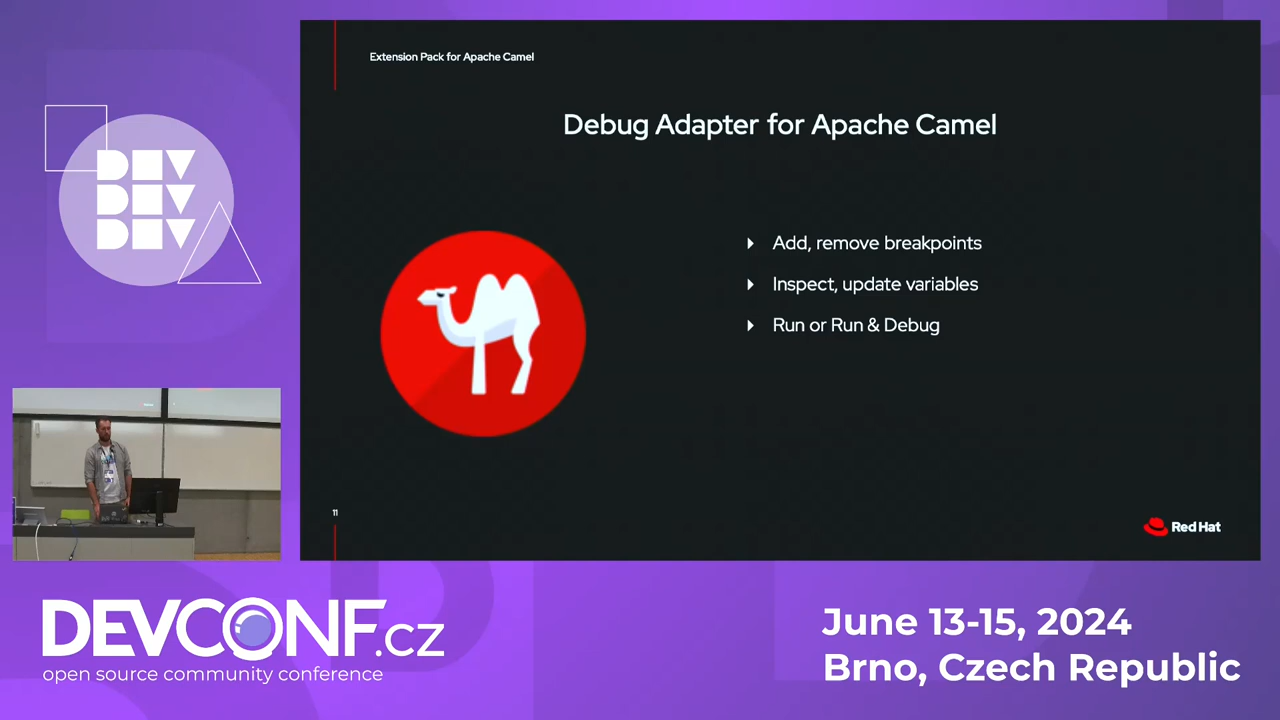 Extension Pack for Apache Camel
Debug Adapter for Apache Camel
Add, remove breakpoints
Inspect, update variables
Run or Run & Debug
11
Red Hat
DEV
DEV
DEV
DEVCONF.cz
open source community conference
June 13-15, 2024
Brno, Czech Republic